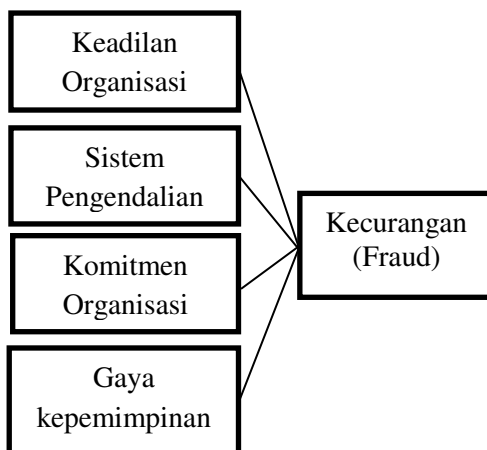 Keadilan
Organisasi
Sistem
Pengendalian
Komitmen
Organisasi
Gaya
kepemimpinan
Kecurangan
(Fraud)